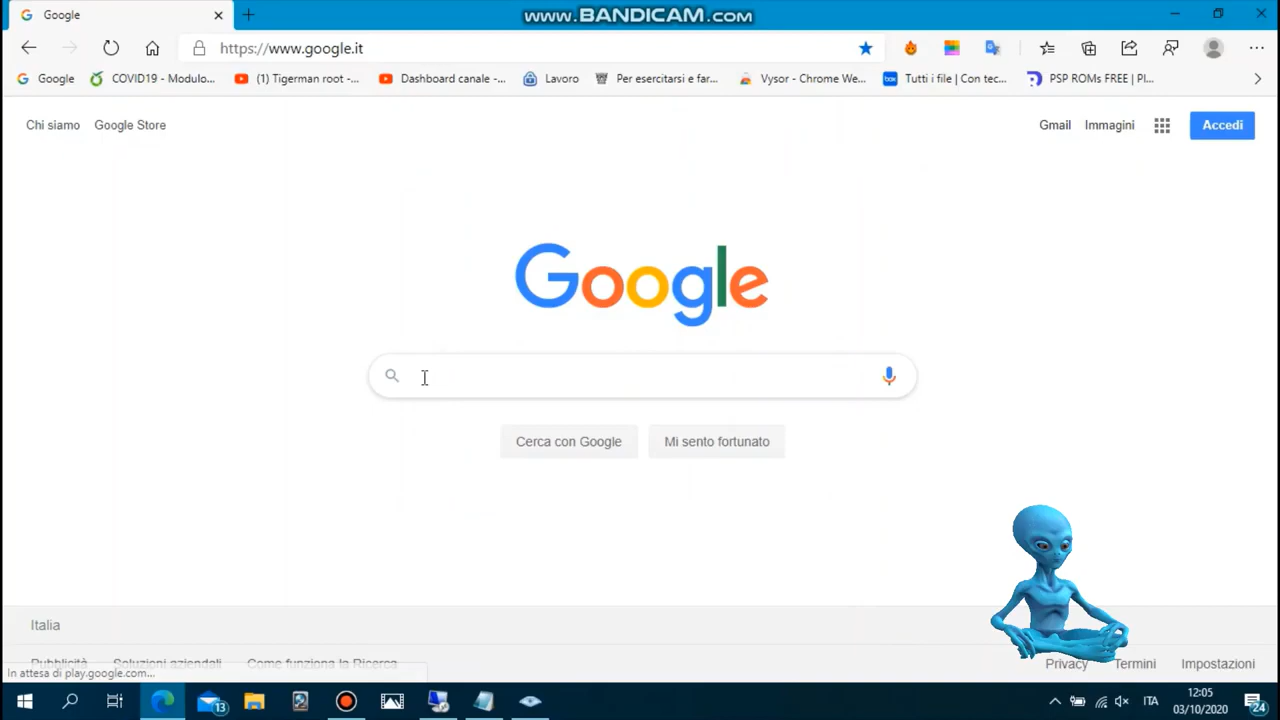 Google
www.BANDICAM.com
https://www.google.it
Google
COVID19 - Modulo...
(1) Tigerman root -...
Dashboard canale -...
Lavoro
Per esercitarsi e far...
Vysor - Chrome We...
box
Tutti i file | Con tec...
PSP ROMs FREE | Pl...
Chi siamo
Google Store
Gmail
Immagini
Accedi
Google
Cerca con Google
Mi sento fortunato
Italia
Pubblicità
Soluzioni aziendali
Come funziona la Ricerca
Privacy
Termini
Impostazioni
In attesa di play.google.com...
13
ITA
12:05
03/10/2020
24